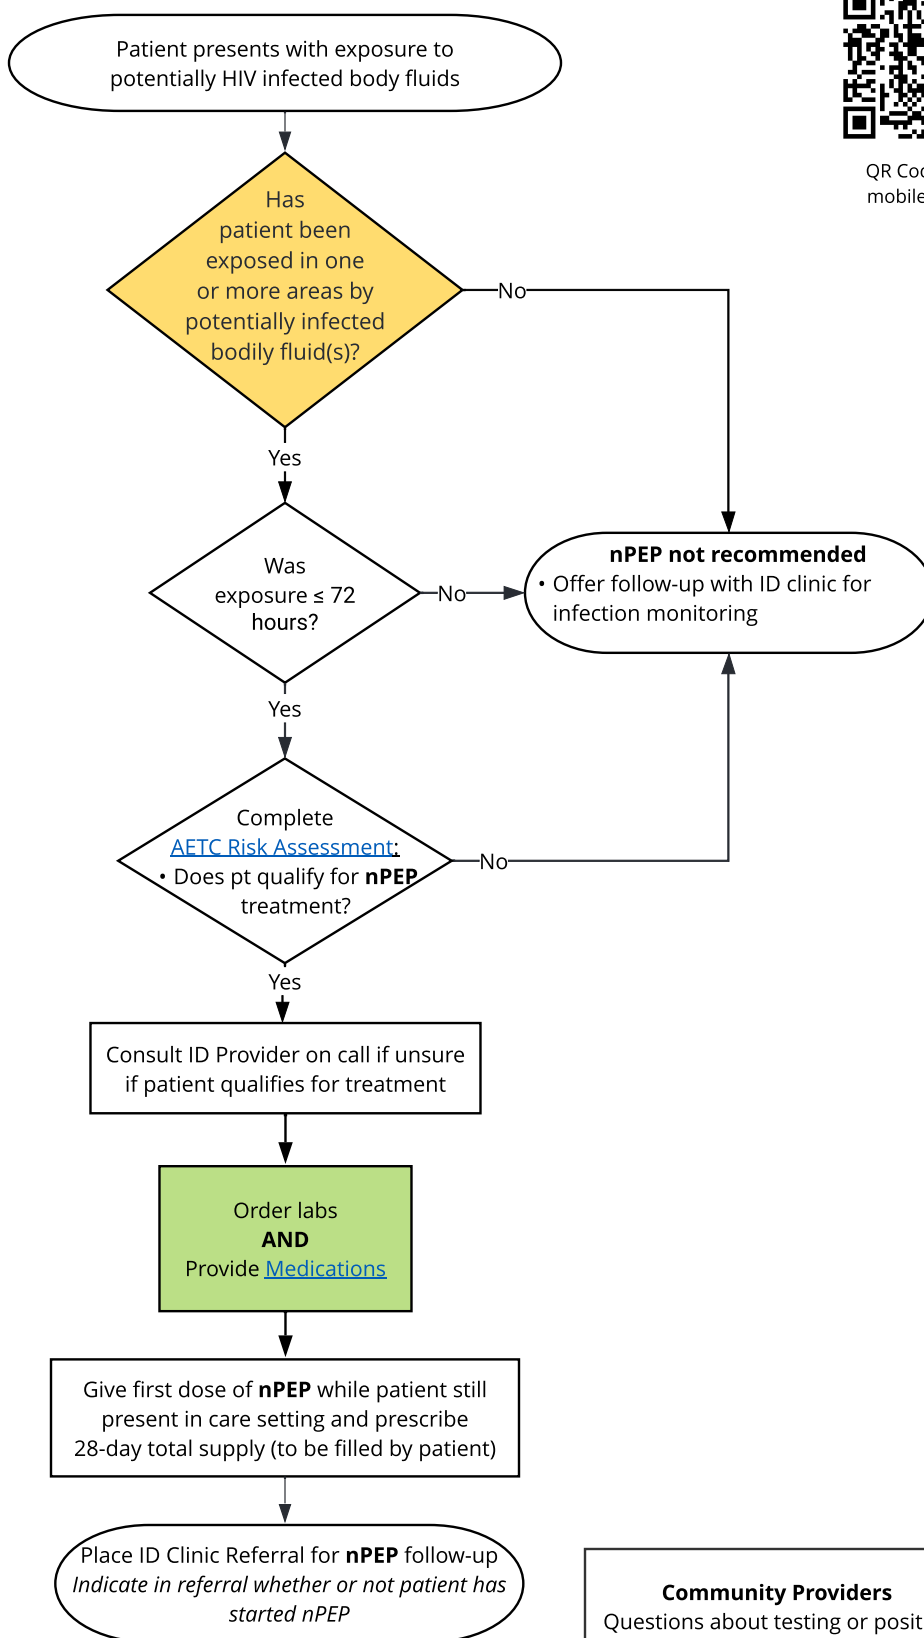 Patient presents with exposure to
potentially HIV infected body fluids
QR
mobile
Has
patient been
exposed in one
or more areas by
potentially infected
bodily fluid(s)?
No
Yes
Was
exposure ≤ 72
hours?
No
nPEP not recommended
• Offer follow-up with ID clinic for
infection monitoring
Yes
Complete
AETC Risk Assessment:
• Does pt qualify for nPEP
treatment?
No
Yes
Consult ID Provider on call if unsure
if patient qualifies for treatment
Order labs
AND
Provide Medications
Give first dose of nPEP while patient still
present in care setting and prescribe
28-day total supply (to be filled by patient)
Place ID Clinic Referral for nPEP follow-up
Indicate in referral whether or not patient has
started nPEP
Community Providers
Questions about testing or